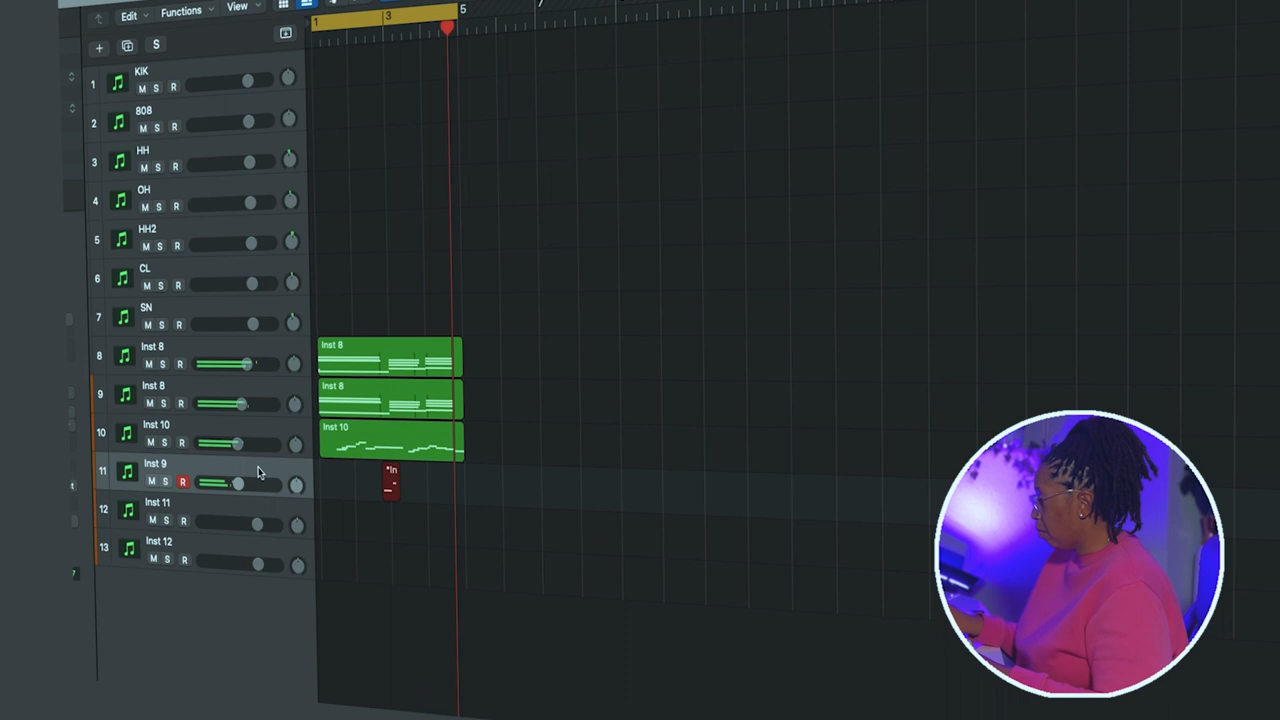 Edit Functions View
1 3 5 7
S
1 KIK
M S R
2 808
M S R
3 HH
M S R
4 OH
M S R
5 HH2
M S R
6 CL
M S R
7 SN
M S R
8 Inst 8
M S R
Inst 8
9 Inst 8
M S R
Inst 8
10 Inst 10
M S R
Inst 10
11 Inst 9
M S R
*In
12 Inst 11
M S R
13 Inst 12
M S R